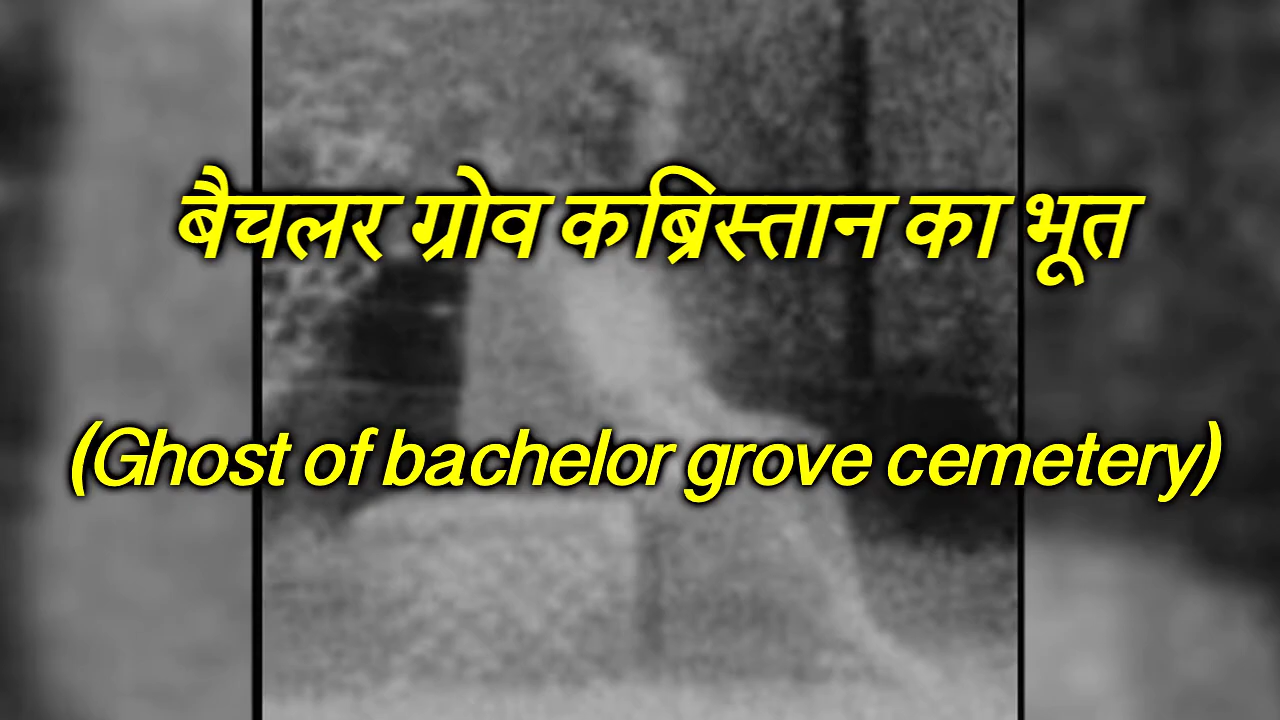 बैचलर ग्रोव कब्रिस्तान का भूत
(Ghost of bachelor grove cemetery)